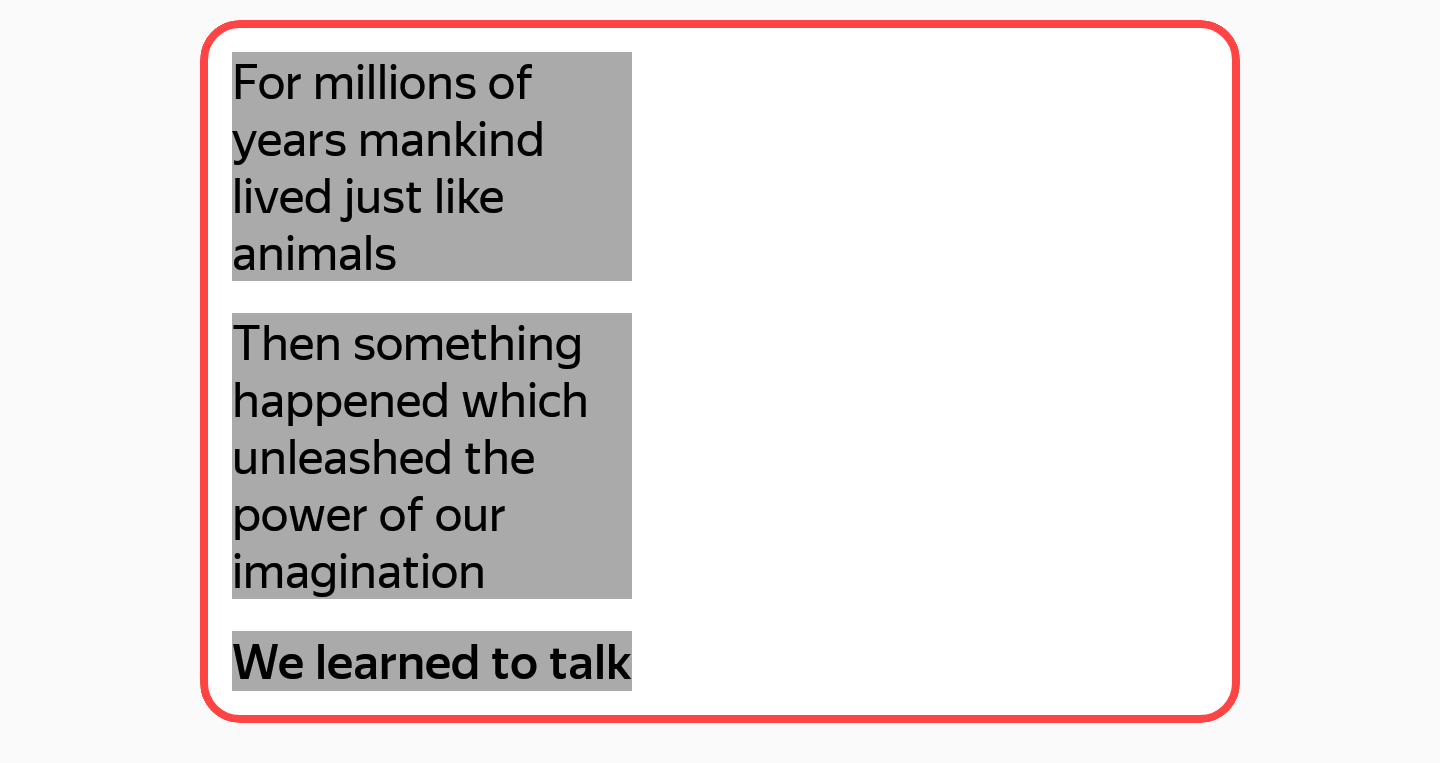 For millions of
years mankind
lived just like
animals
Then something
happened which
unleashed the
power of our
imagination
We learned to talk